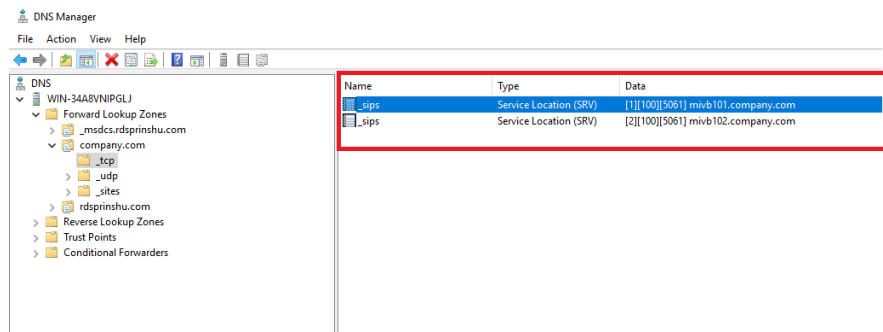 DNS Manager
File Action View Help
DNS
WIN-34A8VNIPGLJ
Forward Lookup Zones
_msdcs.rdsprinshu.com
company.com
_tcp
_udp
_sites
rdsprinshu.com
Reverse Lookup Zones
Trust Points
Conditional Forwarders
Name Type Data
_sips Service Location (SRV) [1][100][5061] mivb101.company.com
_sips Service Location (SRV) [2][100][5061] mivb102.company.com